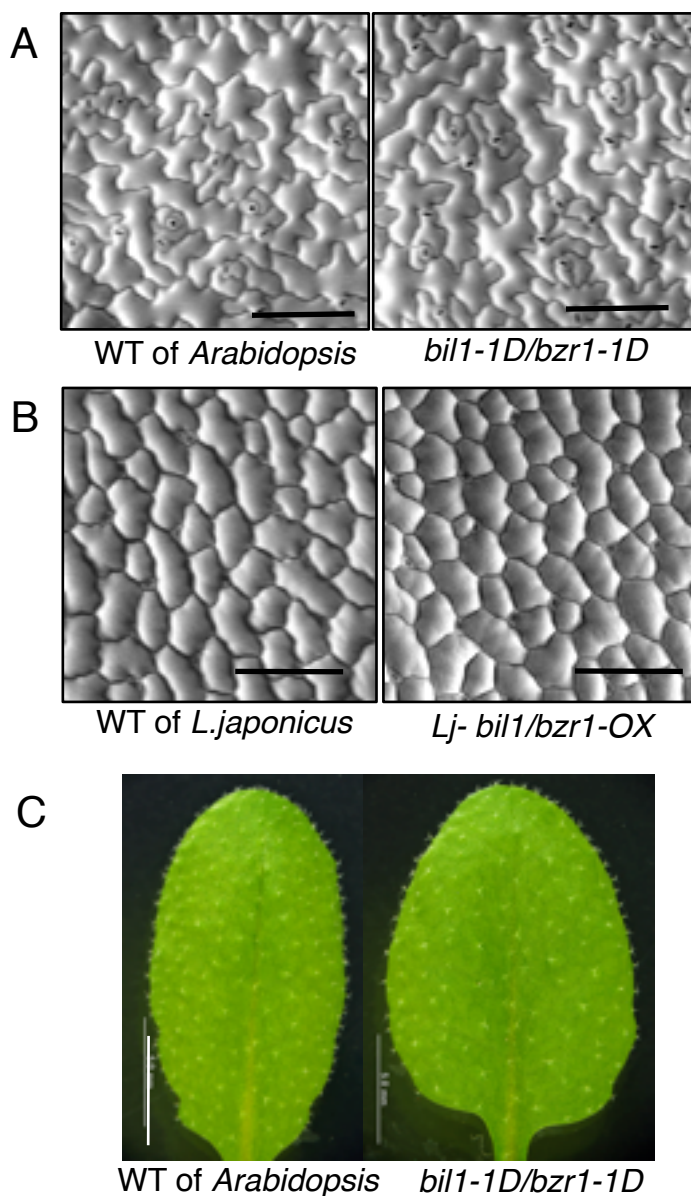 A
WT of Arabidopsis
bil1-1D/bzr1-1D
B
WT of L.japonicus
Lj- bil1/bzr1-OX
C
WT of Arabidopsis
bil1-1D/bzr1-1D